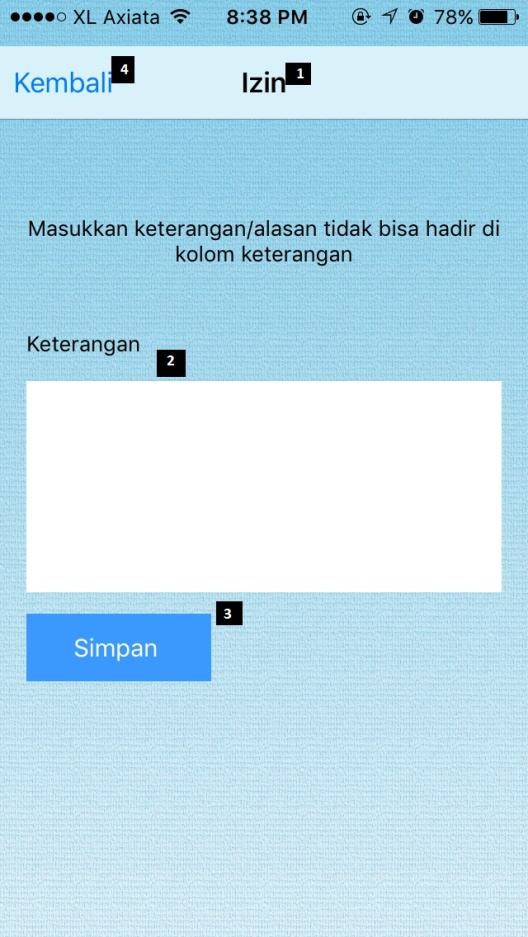 XL Axiata 8:38 PM 78%
Kembali 4 Izin 1
Masukkan keterangan/alasan tidak bisa hadir di
kolom keterangan
Keterangan
2
3
Simpan